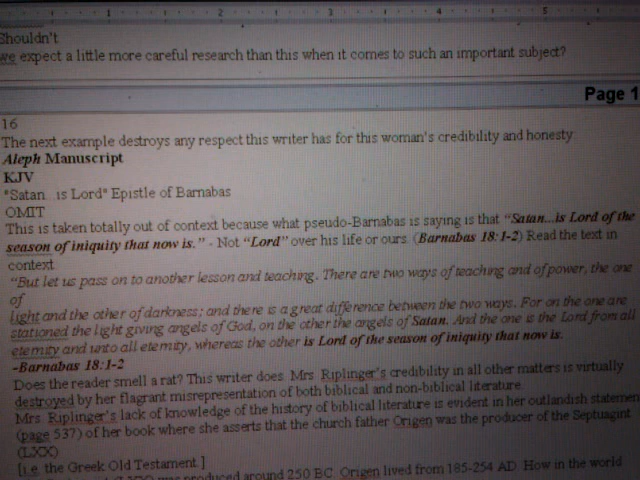 1 2 3 4 5
Shouldn't
we expect a little more careful research than this when it comes to such an important subject?
Page 1
16
The next example destroys any respect this writer has for this woman's credibility and honesty
Aleph Manuscript
KJV
"Satan...is Lord" Epistle of Barnabas
OMIT
This is taken totally out of context because what pseudo-Barnabas is saying is that "Satan...is Lord of the
season of iniquity that now is." - Not "Lord" over his life or ours. (Barnabas 18:1-2) Read the text in
context.
"But let us pass on to another lesson and teaching. There are two ways of teaching and of power, the one
of
light and the other of darkness; and there is a great difference between the two ways. For on the one are
stationed the light giving angels of God, on the other the angels of Satan. And the one is the Lord from all
eternity and unto all eternity, whereas the other is Lord of the season of iniquity that now is.
-Barnabas 18:1-2
Does the reader smell a rat? This writer does. Mrs. Riplinger's credibility in all other matters is virtually
destroyed by her flagrant misrepresentation of both biblical and non-biblical literature.
Mrs. Riplinger's lack of knowledge of the history of biblical literature is evident in her outlandish statemen
(page 537) of her book where she asserts that the church father Origen was the producer of the Septuagint
(LXX)
[i.e. the Greek Old Testament.]
was produced around 250 BC. Origen lived from 185-254 AD. How in the world